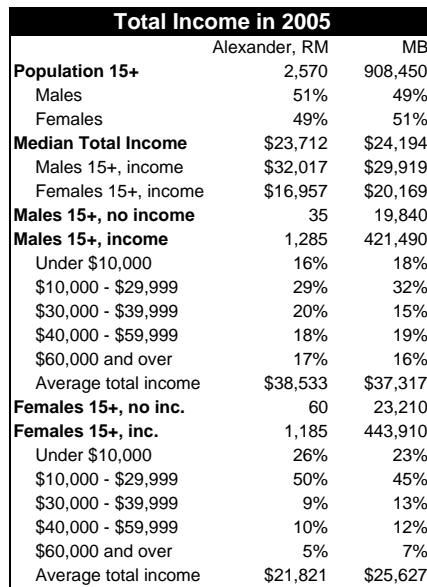 Total Income in 2005
Alexander, RM MB
Population 15+ 2,570 908,450
Males 51% 49%
Females 49% 51%
Median Total Income $23,712 $24,194
Males 15+, income $32,017 $29,919
Females 15+, income $16,957 $20,169
Males 15+, no income 35 19,840
Males 15+, income 1,285 421,490
Under $10,000 16% 18%
$10,000 - $29,999 29% 32%
$30,000 - $39,999 20% 15%
$40,000 - $59,999 18% 19%
$60,000 and over 17% 16%
Average total income $38,533 $37,317
Females 15+, no inc. 60 23,210
Females 15+, inc. 1,185 443,910
Under $10,000 26% 23%
$10,000 - $29,999 50% 45%
$30,000 - $39,999 9% 13%
$40,000 - $59,999 10% 12%
$60,000 and over 5% 7%
Average total income $21,821 $25,627